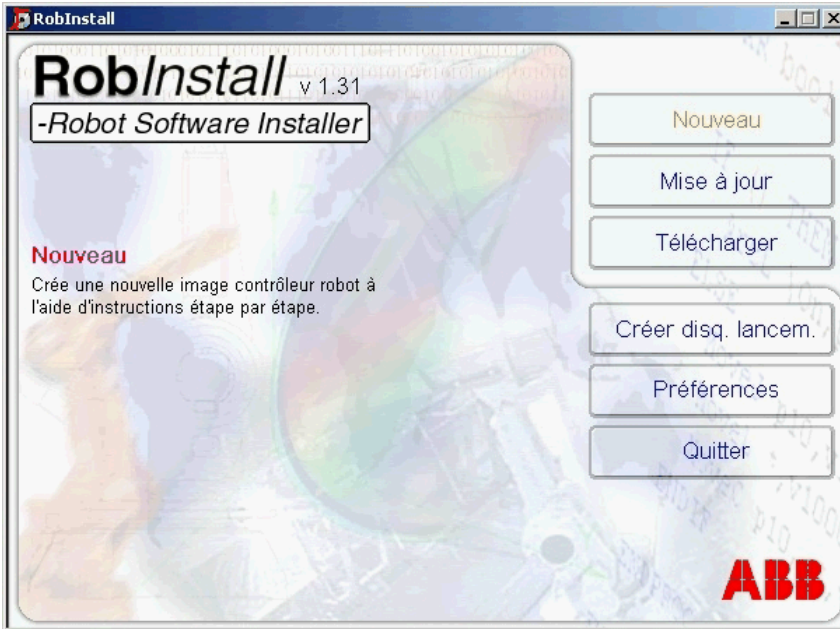 RobInstall
RobInstall v 1.31
-Robot Software Installer
Nouveau
Crée une nouvelle image contrôleur robot à
l'aide d'instructions étape par étape.
Nouveau
Mise à jour
Télécharger
Créer disq. lancem.
Préférences
Quitter
ABB